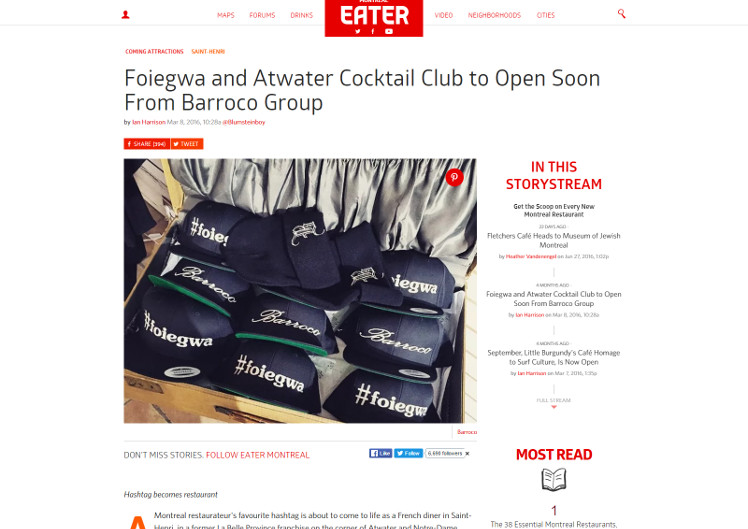 MONTREAL
EATER
MAPS FORUMS DRINKS VIDEO NEIGHBORHOODS CITIES
COMING ATTRACTIONS SAINT-HENRI
Foiegwa and Atwater Cocktail Club to Open Soon
From Barroco Group
by Ian Harrison Mar 8, 2016, 10:28a @Blumsteinboy
SHARE (394) TWEET
#foieg
iegwa
Barroco
Barroco
Barroco
#foiegwa
#foiegwa
#foiegwa
Barroco
IN THIS
STORYSTREAM
Get the Scoop on Every New
Montreal Restaurant
22 DAYS AGO
Fletchers Café Heads to Museum of Jewish
Montreal
by Heather Vandenengel on Jun 27, 2016, 1:02p
4 MONTHS AGO
Foiegwa and Atwater Cocktail Club to Open
Soon From Barroco Group
by Ian Harrison on Mar 8, 2016, 10:28a
4 MONTHS AGO
September, Little Burgundy's Café Homage
to Surf Culture, Is Now Open
by Ian Harrison on Mar 7, 2016, 1:35p
FULL STREAM
DON'T MISS STORIES. FOLLOW EATER MONTREAL
Like Follow 6,693 followers
MOST READ
1
The 38 Essential Montreal Restaurants,
Hashtag becomes restaurant
A Montreal restaurateur's favourite hashtag is about to come to life as a French diner in Saint-
Henri, in a former La Belle Province franchise on the corner of Atwater and Notre-Dame.